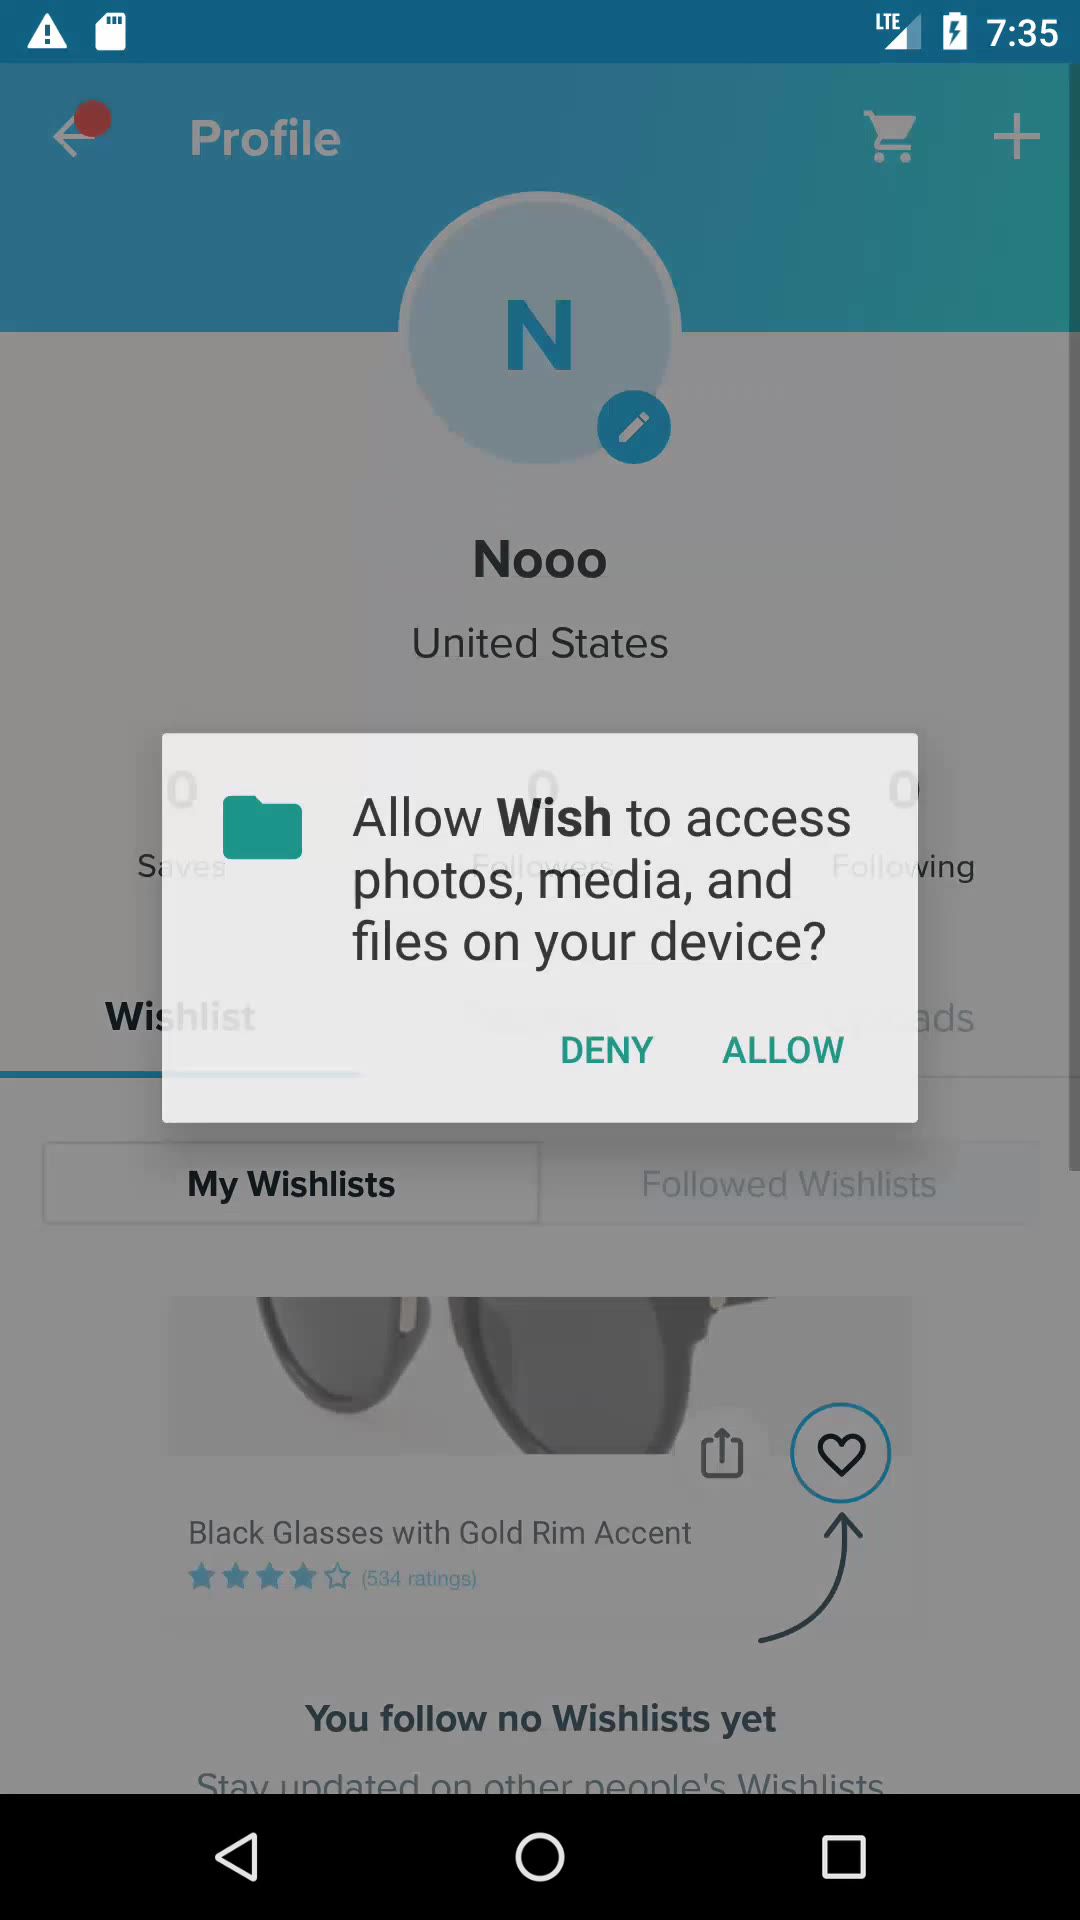 LTE 7:35
Profile
N
Nooo
United States
0 0 0
Saves Followers Following
Allow Wish to access
photos, media, and
files on your device?
Wishlist
DENY ALLOW
My Wishlists Followed Wishlists
Black Glasses with Gold Rim Accent
(534 ratings)
You follow no Wishlists yet
Stay updated on other people's Wishlists